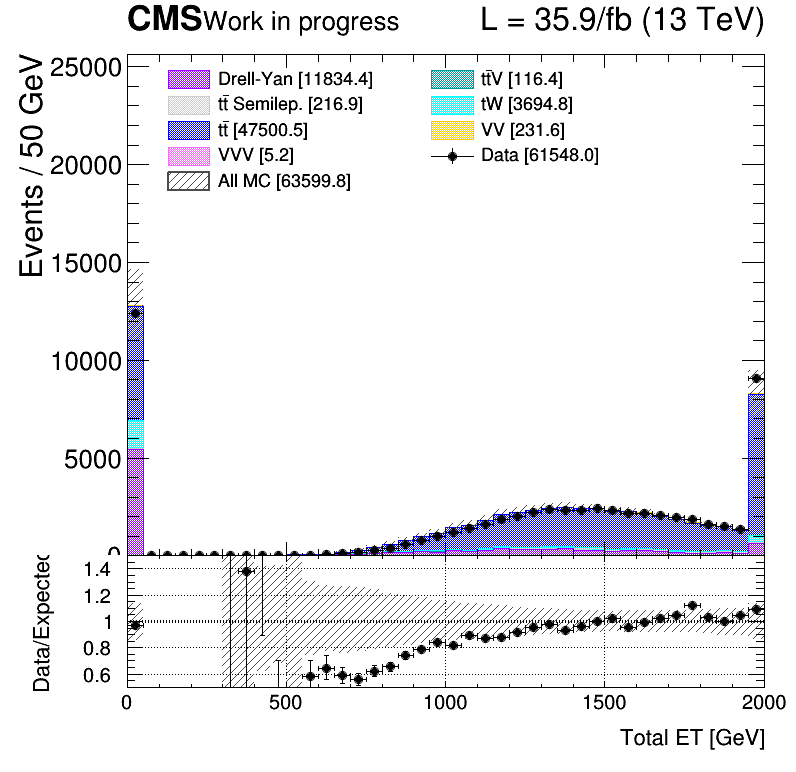 CMS Work in progress L = 35.9/fb (13 TeV)
Events / 50 GeV
25000
20000
15000
10000
5000
0
Drell-Yan [11834.4]
tt̄ Semilep. [216.9]
tt̄ [47500.5]
VVV [5.2]
All MC [63599.8]
tt̄V [116.4]
tW [3694.8]
VV [231.6]
Data [61548.0]
Data/Expected
1.4
1.2
1
0.8
0.6
0 500 1000 1500 2000
Total ET [GeV]